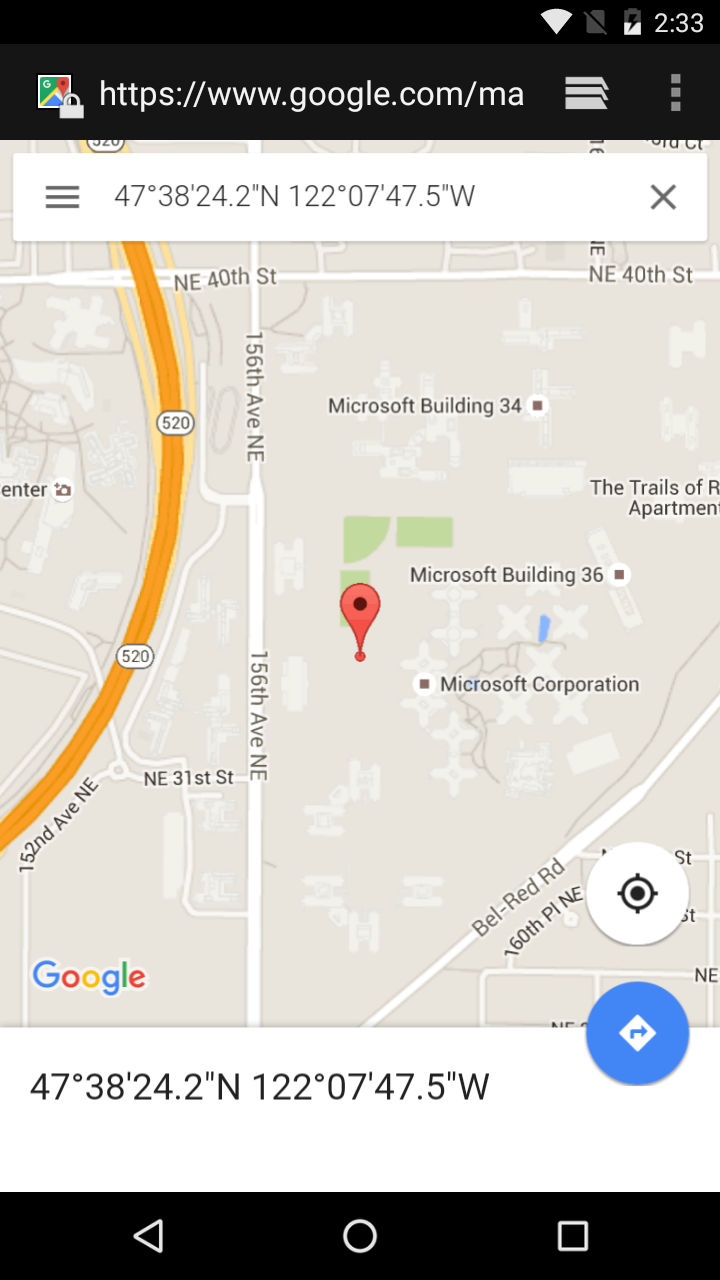 2:33
https://www.google.com/ma
520
47°38'24.2"N 122°07'47.5"W
NE
NE 40th St
NE 40th St
156th Ave NE
Microsoft Building 34
520
enter
The Trails of R
Apartment
Microsoft Building 36
520
156th Ave NE
Microsoft Corporation
NE 31st St
152nd Ave NE
St
Bel-Red Rd
160th Pl NE
St
Google
NE
47°38'24.2"N 122°07'47.5"W